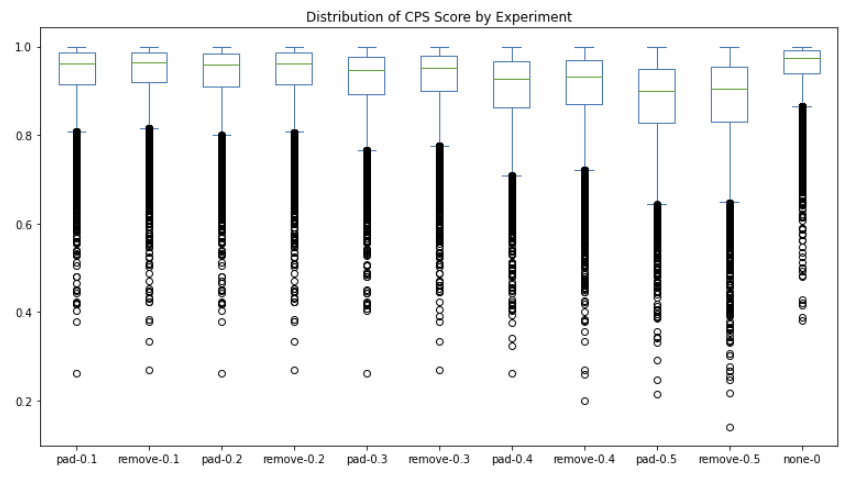 Distribution of CPS Score by Experiment
1.0
0.8
0.6
0.4
0.2
pad-0.1 remove-0.1 pad-0.2 remove-0.2 pad-0.3 remove-0.3 pad-0.4 remove-0.4 pad-0.5 remove-0.5 none-0